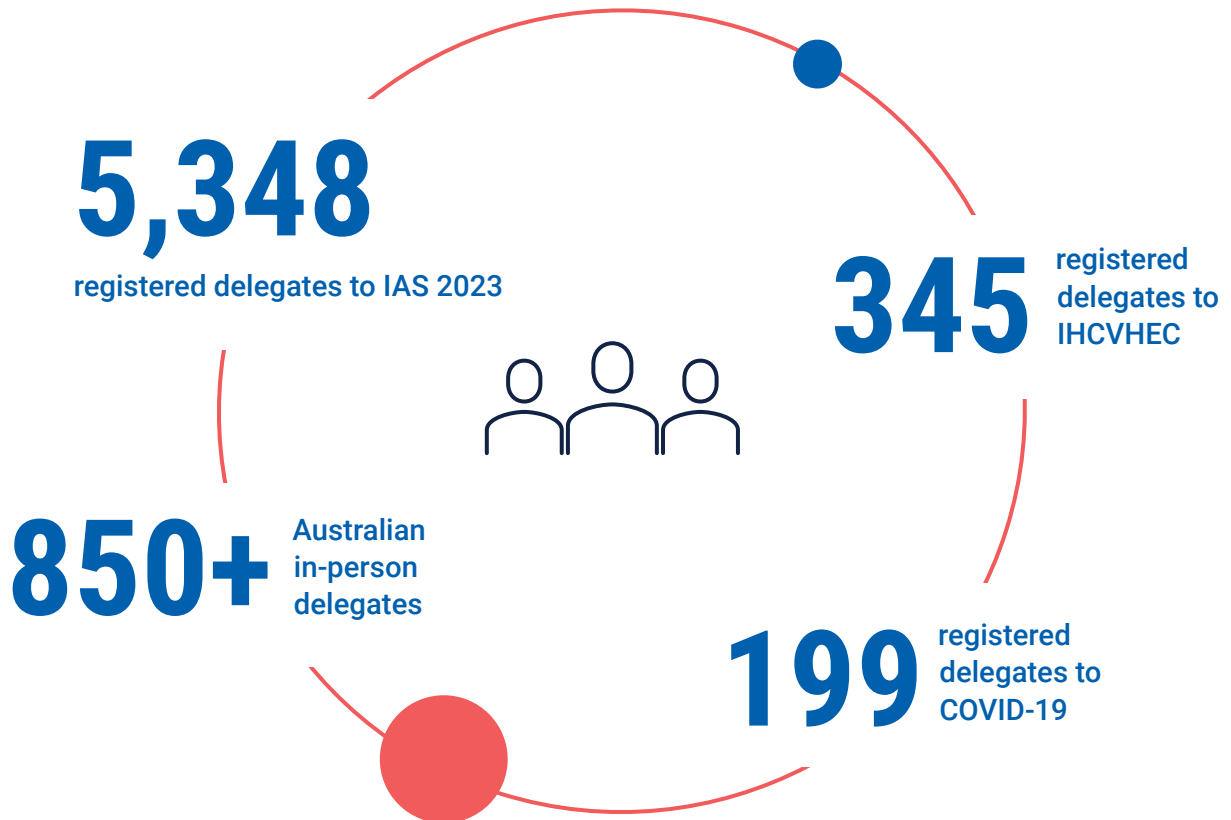 5,348
registered delegates to IAS 2023
345
registered
delegates to
IHCVHEC
850+
Australian
in-person
delegates
199
registered
delegates to
COVID-19